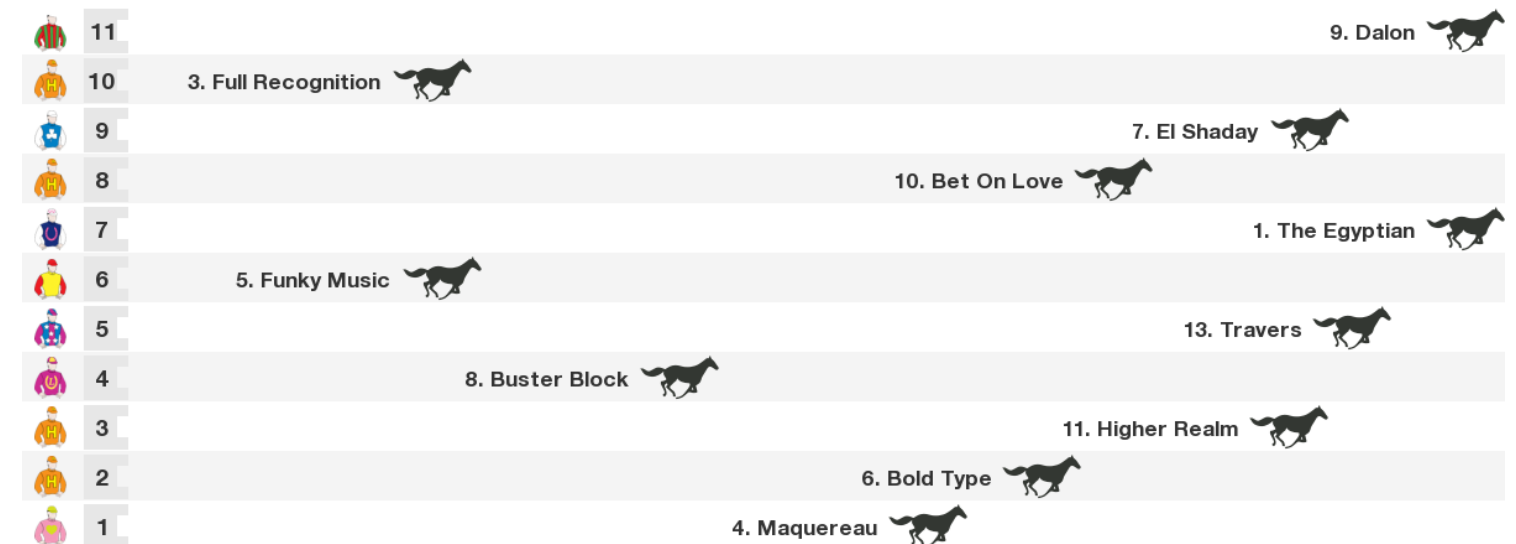 11 9. Dalon
10 3. Full Recognition
9 7. El Shaday
8 10. Bet On Love
7 1. The Egyptian
6 5. Funky Music
5 13. Travers
4 8. Buster Block
3 11. Higher Realm
2 6. Bold Type
1 4. Maquereau